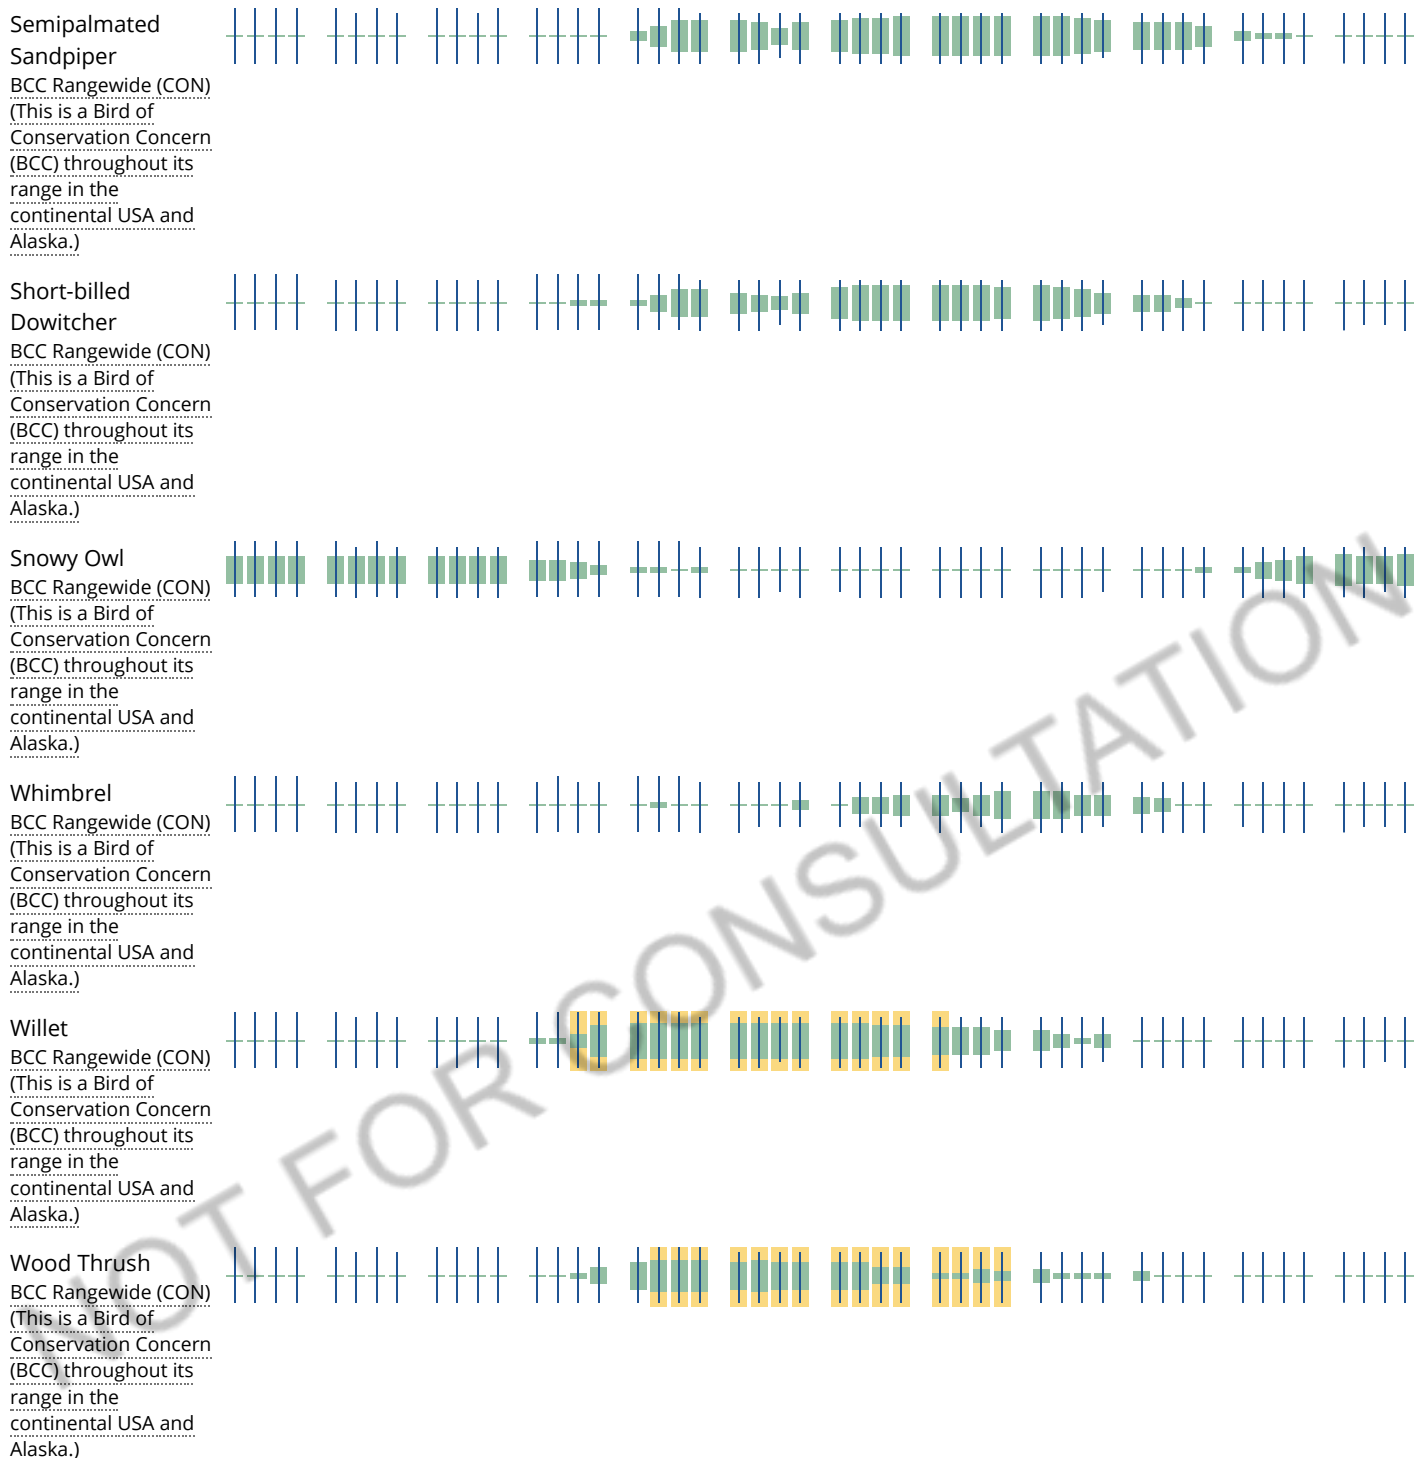 Semipalmated
Sandpiper
BCC Rangewide (CON)
(This is a Bird of
Conservation Concern
(BCC) throughout its
range in the
continental USA and
Alaska.)
Short-billed
Dowitcher
BCC Rangewide (CON)
(This is a Bird of
Conservation Concern
(BCC) throughout its
range in the
continental USA and
Alaska.)
Snowy Owl
BCC Rangewide (CON)
(This is a Bird of
Conservation Concern
(BCC) throughout its
range in the
continental USA and
Alaska.)
Whimbrel
BCC Rangewide (CON)
(This is a Bird of
Conservation Concern
(BCC) throughout its
range in the
continental USA and
Alaska.)
Willet
BCC Rangewide (CON)
(This is a Bird of
Conservation Concern
(BCC) throughout its
range in the
continental USA and
Alaska.)
Wood Thrush
BCC Rangewide (CON)
(This is a Bird of
Conservation Concern
(BCC) throughout its
range in the
continental USA and
Alaska.)
NOT FOR CONSULTATION